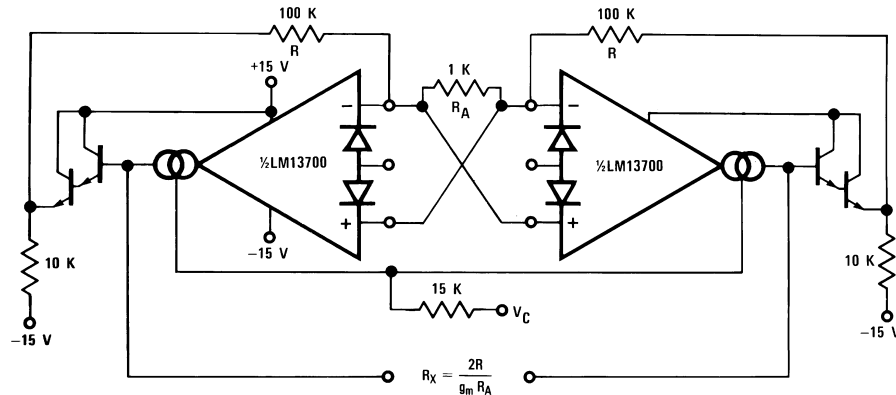 100 K
R
100 K
R
+15 V
1 K
R_A
−
−
½LM13700
½LM13700
+
+
−15 V
10 K
10 K
15 K
V_C
−15 V
−15 V
R_X = 2R / g_m R_A